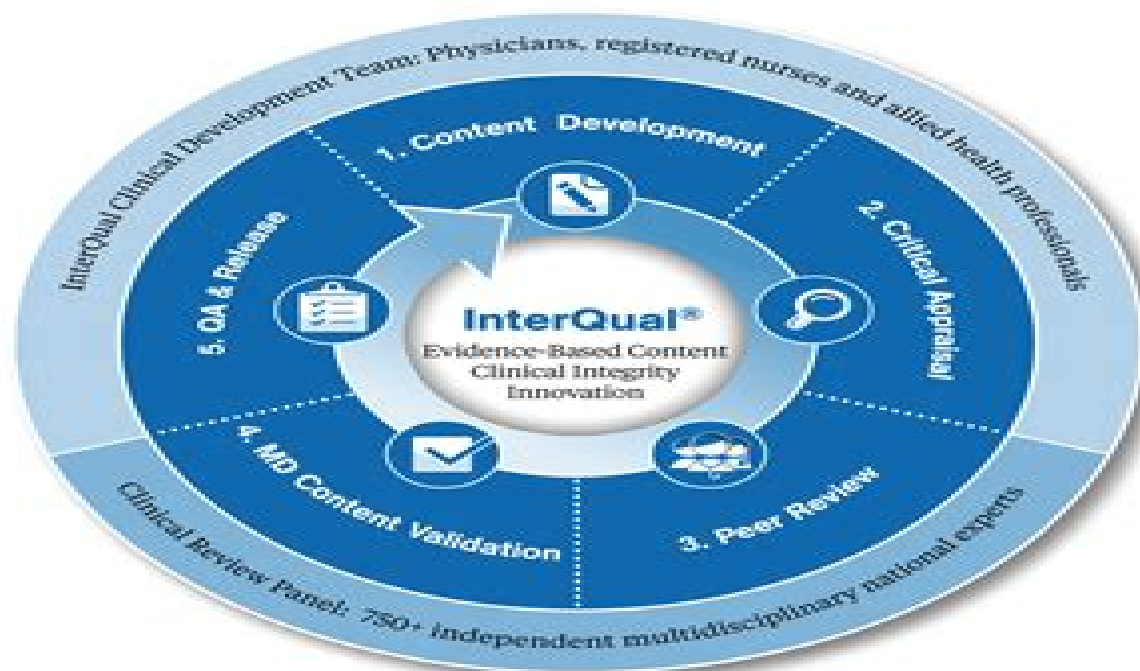 InterQual Clinical Development Team: Physicians, registered nurses and allied health professionals
1. Content Development
2. Critical Appraisal
3. Peer Review
4. MD Content Validation
5. QA & Release
InterQual®
Evidence-Based Content
Clinical Integrity
Innovation
Clinical Review Panel: 750+ independent multidisciplinary national experts